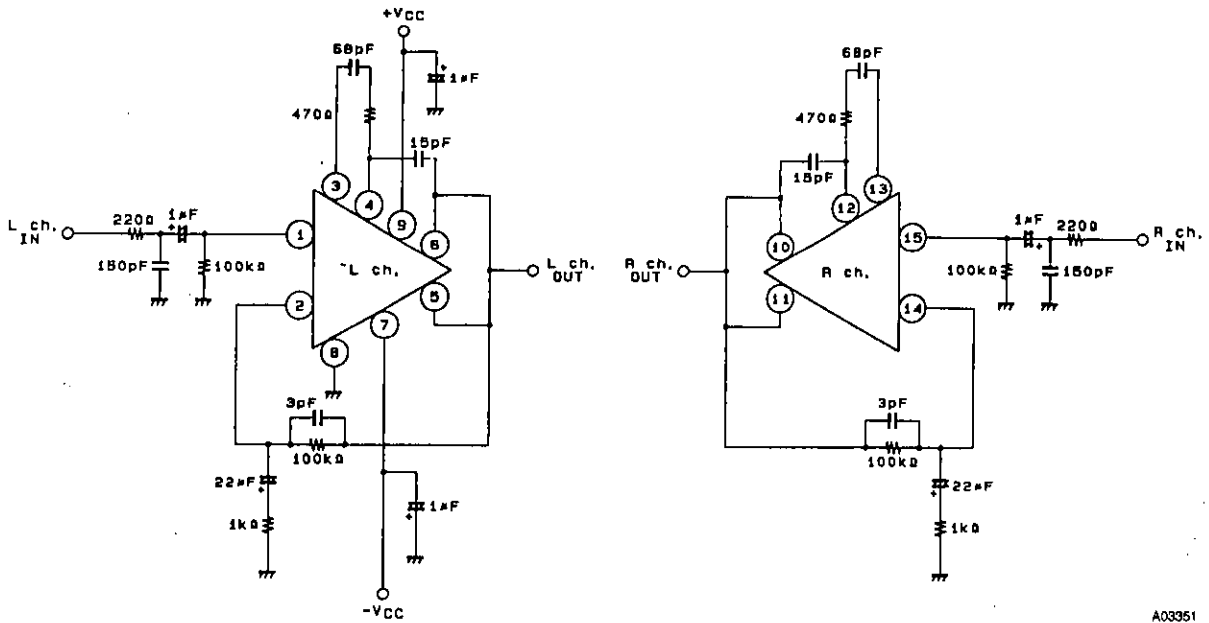 +VCC
68pF
1μF
470Ω
15pF
3
4
9
6
L ch.
IN
220Ω
1μF
1
150pF
100kΩ
2
L ch.
5
7
8
L ch.
OUT
3pF
100kΩ
22μF
1kΩ
1μF
-VCC
68pF
470Ω
15pF
13
12
10
15
1μF
220Ω
R ch.
IN
R ch.
OUT
R ch.
11
100kΩ
150pF
14
3pF
100kΩ
22μF
1kΩ
A03351